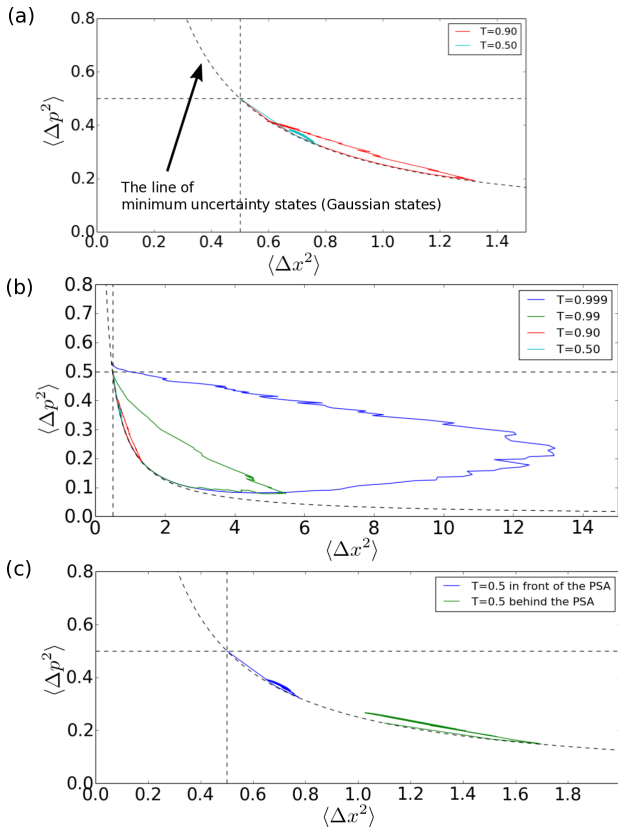 (a)
0.8
0.6
0.4
0.2
0.0
⟨Δp²⟩
T=0.90
T=0.50
The line of
minimum uncertainty states (Gaussian states)
0.0 0.2 0.4 0.6 0.8 1.0 1.2 1.4
⟨Δx²⟩
(b)
0.8
0.7
0.6
0.5
0.4
0.3
0.2
0.1
0.0
⟨Δp²⟩
T=0.999
T=0.99
T=0.90
T=0.50
0 2 4 6 8 10 12 14
⟨Δx²⟩
(c)
0.8
0.6
0.4
0.2
0.0
⟨Δp²⟩
T=0.5 in front of the PSA
T=0.5 behind the PSA
0.0 0.2 0.4 0.6 0.8 1.0 1.2 1.4 1.6 1.8
⟨Δx²⟩